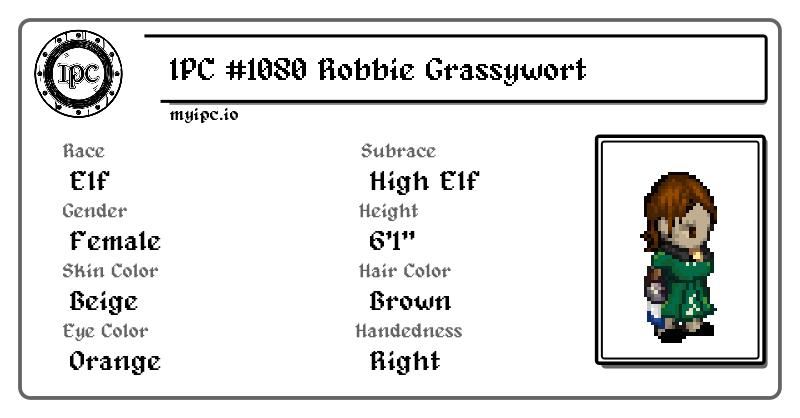 IPC
IPC #1080 Robbie Grassywort
myipc.io
Race
Elf
Subrace
High Elf
Gender
Female
Height
6'1"
Skin Color
Beige
Hair Color
Brown
Eye Color
Orange
Handedness
Right